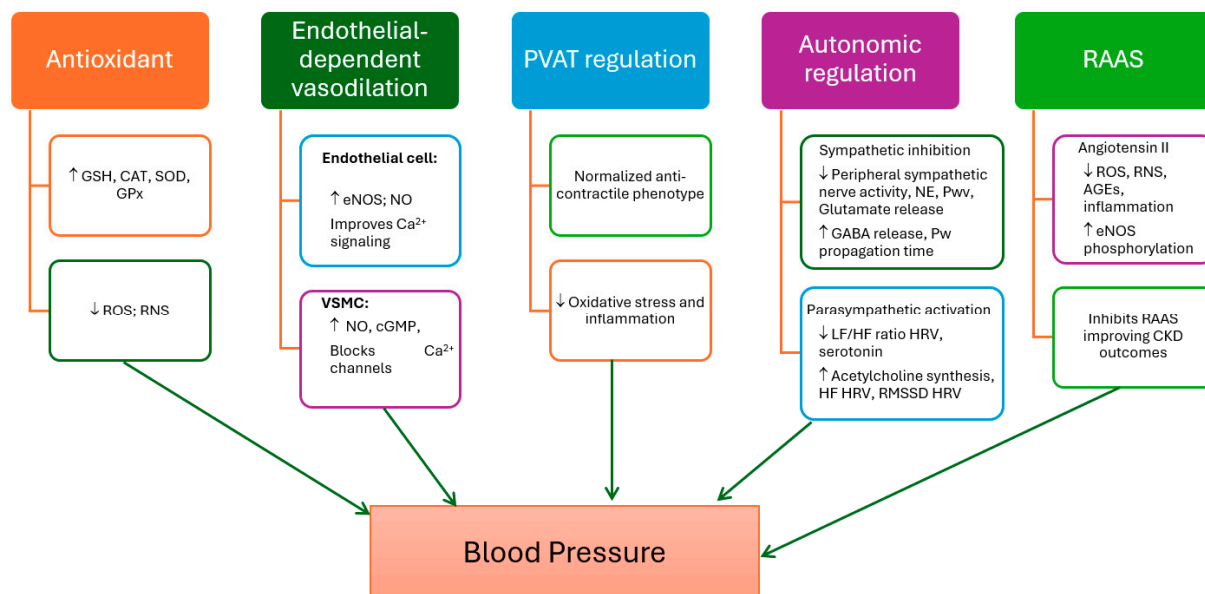 Antioxidant
↑ GSH, CAT, SOD,
GPx
↓ ROS; RNS
Endothelial-
dependent
vasodilation
Endothelial cell:
↑ eNOS; NO
Improves Ca²⁺
signaling
VSMC:
↑ NO, cGMP,
Blocks Ca²⁺
channels
PVAT regulation
Normalized anti-
contractile phenotype
↓ Oxidative stress and
inflammation
Autonomic
regulation
Sympathetic inhibition
↓ Peripheral sympathetic
nerve activity, NE, Pwv,
Glutamate release
↑ GABA release, Pw
propagation time
Parasympathetic activation
↓ LF/HF ratio HRV,
serotonin
↑ Acetylcholine synthesis,
HF HRV, RMSSD HRV
RAAS
Angiotensin II
↓ ROS, RNS,
AGEs,
inflammation
↑ eNOS
phosphorylation
Inhibits RAAS
improving CKD
outcomes
Blood Pressure